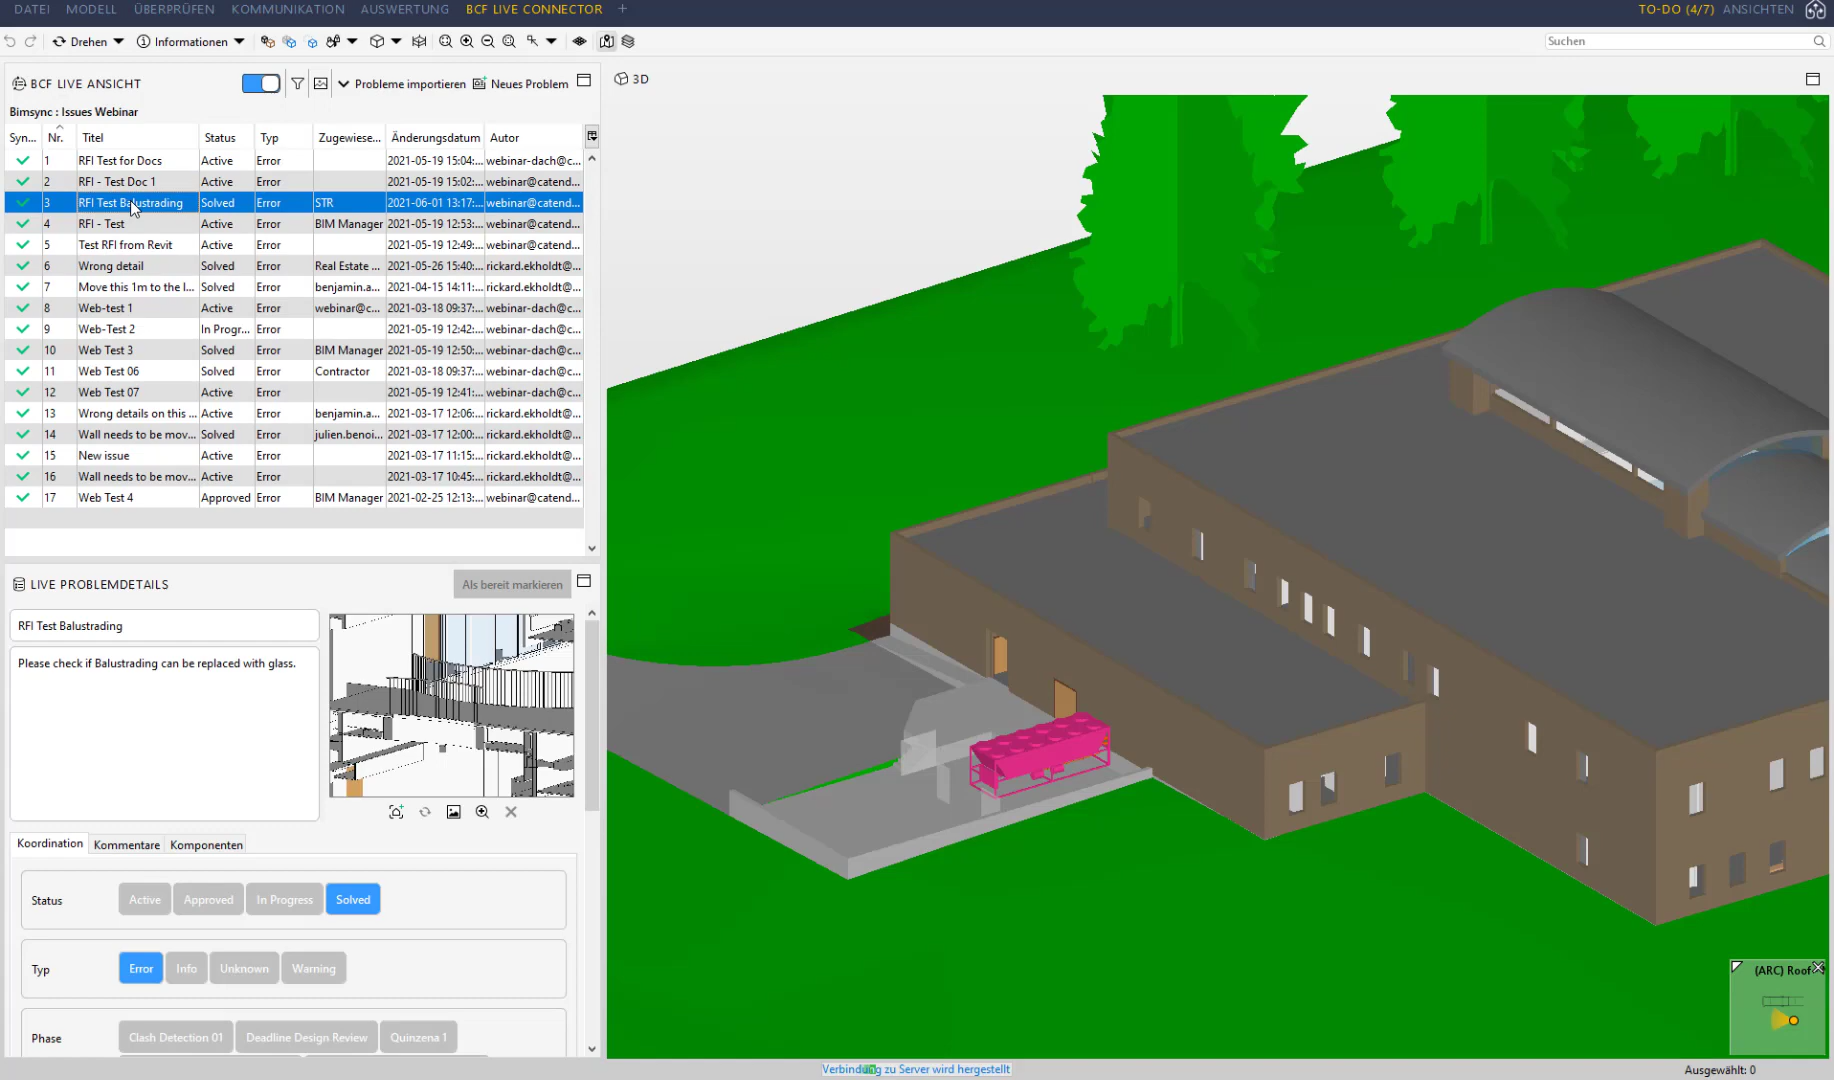 DATEI MODELL ÜBERPRÜFEN KOMMUNIKATION AUSWERTUNG BCF LIVE CONNECTOR + TO-DO (4/7) ANSICHTEN
Drehen Informationen Suchen
BCF LIVE ANSICHT Probleme importieren Neues Problem
Bimsync : Issues Webinar
Syn... Nr. Titel Status Typ Zugewiese... Änderungsdatum Autor
1 RFI Test for Docs Active Error 2021-05-19 15:04:... webinar-dach@c...
2 RFI - Test Doc 1 Active Error 2021-05-19 15:02:... webinar@catend...
3 RFI Test Balustrading Solved Error STR 2021-06-01 13:17:... webinar@catend...
4 RFI - Test Active Error BIM Manager 2021-05-19 12:53:... webinar@catend...
5 Test RFI from Revit Active Error 2021-05-19 12:49:... webinar@catend...
6 Wrong detail Solved Error Real Estate ... 2021-05-26 15:40:... rickard.ekholdt@...
7 Move this 1m to the l... Solved Error benjamin.a... 2021-04-15 14:11:... rickard.ekholdt@...
8 Web-test 1 Active Error webinar@c... 2021-03-18 09:37:... webinar-dach@c...
9 Web-Test 2 In Progr... Error 2021-05-19 12:42:... webinar-dach@c...
10 Web Test 3 Solved Error BIM Manager 2021-05-19 12:50:... webinar-dach@c...
11 Web Test 06 Solved Error Contractor 2021-03-18 09:37:... webinar-dach@c...
12 Web Test 07 Active Error 2021-05-19 12:41:... webinar-dach@c...
13 Wrong details on this ... Active Error benjamin.a... 2021-03-17 12:06:... rickard.ekholdt@...
14 Wall needs to be mov... Solved Error julien.benoi... 2021-03-17 12:00:... rickard.ekholdt@...
15 New issue Active Error 2021-03-17 11:15:... rickard.ekholdt@...
16 Wall needs to be mov... Active Error 2021-03-17 10:45:... rickard.ekholdt@...
17 Web Test 4 Approved Error BIM Manager 2021-02-25 12:13:... webinar@catend...
LIVE PROBLEMDETAILS Als bereit markieren
RFI Test Balustrading
Please check if Balustrading can be replaced with glass.
Koordination Kommentare Komponenten
Status Active Approved In Progress Solved
Typ Error Info Unknown Warning
Phase Clash Detection 01 Deadline Design Review Quinzena 1
3D
(ARC) Roof
Verbindung zu Server wird hergestellt
Ausgewählt: 0